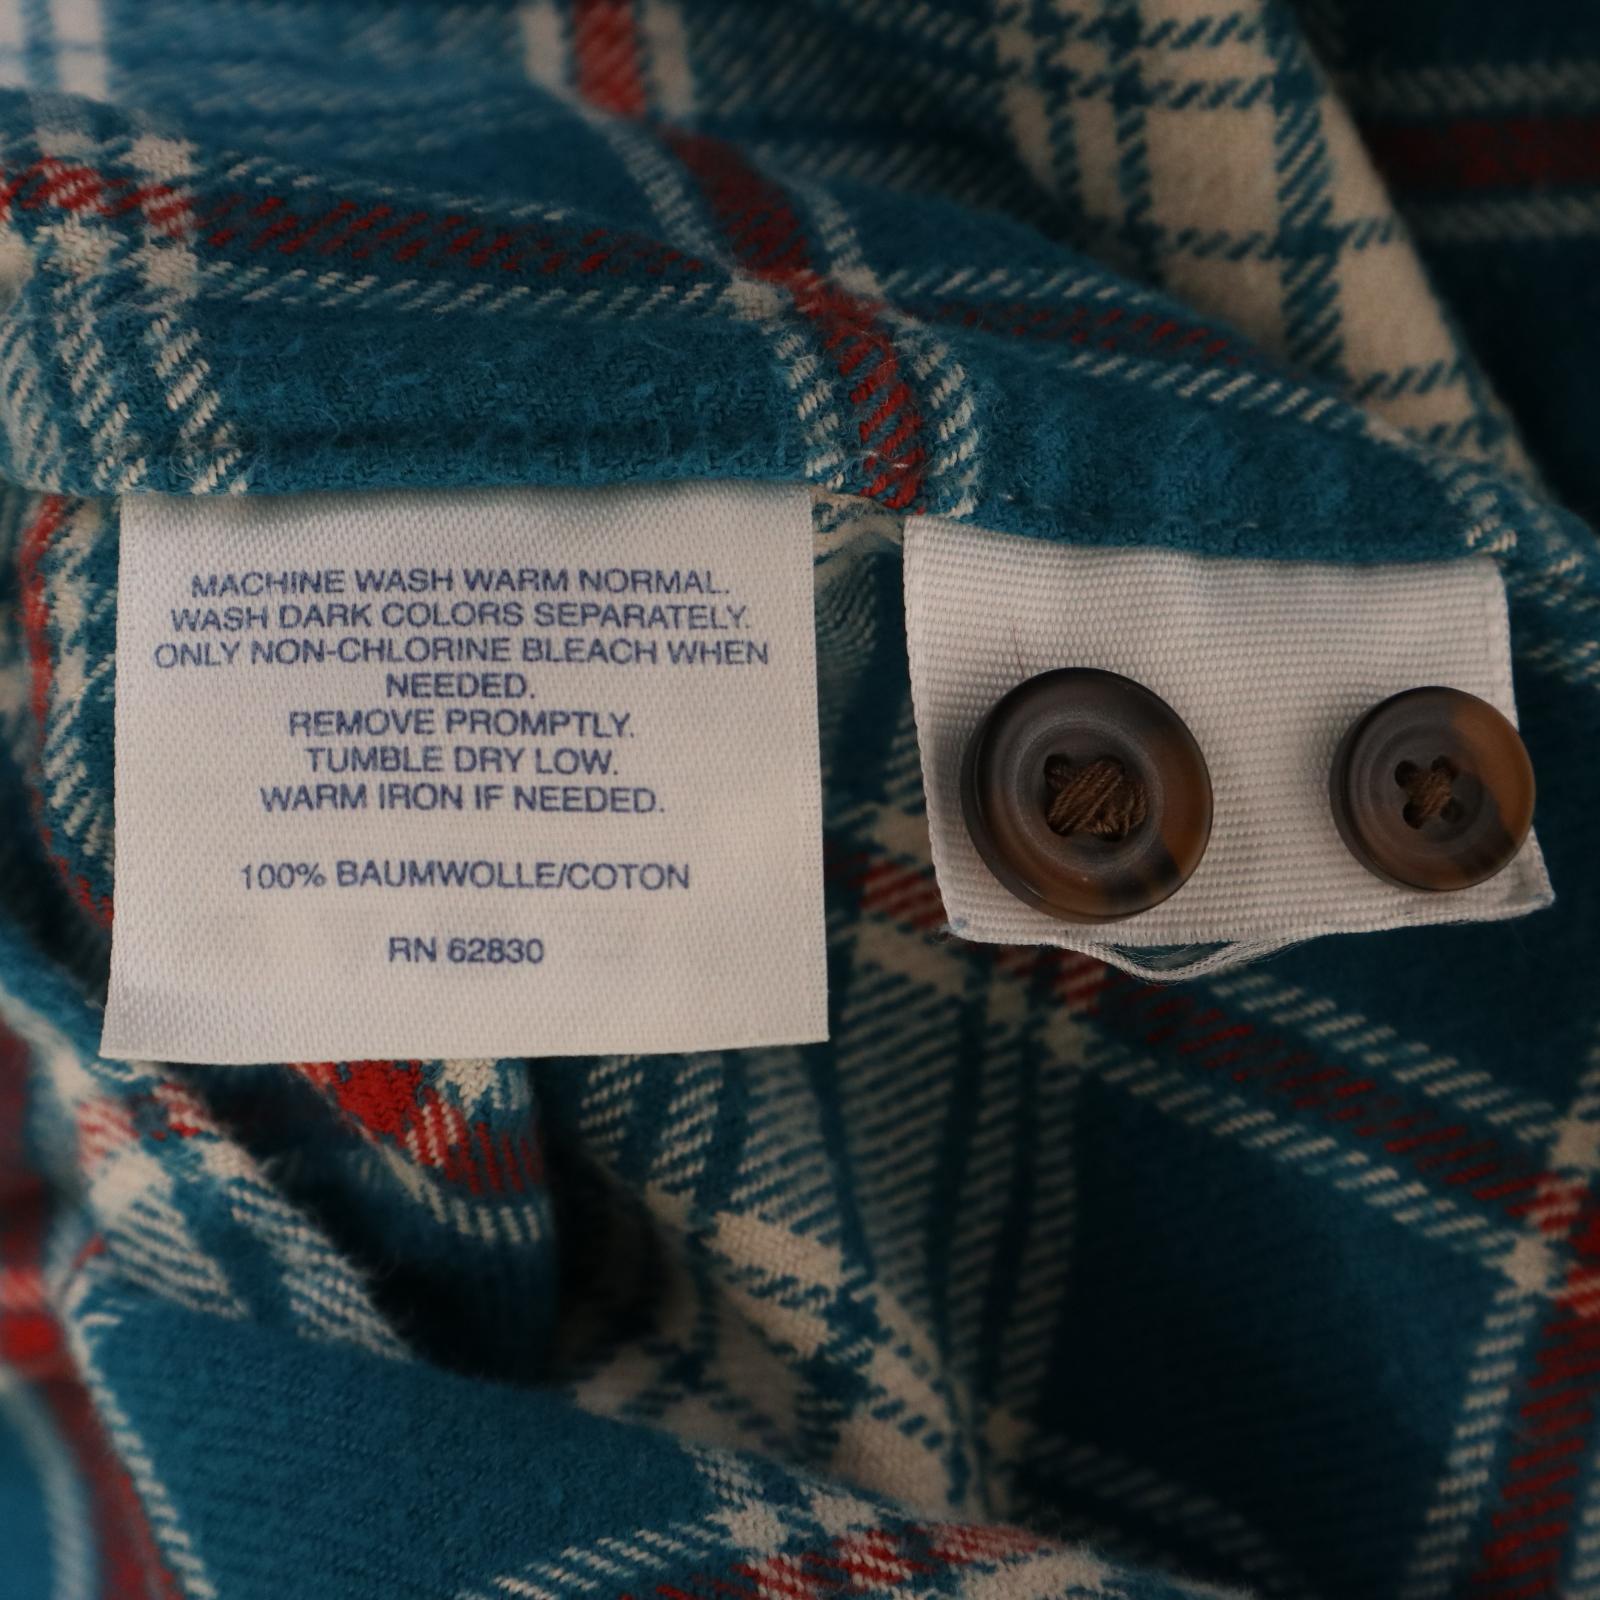 MACHINE WASH WARM NORMAL.
WASH DARK COLORS SEPARATELY.
ONLY NON-CHLORINE BLEACH WHEN
NEEDED.
REMOVE PROMPTLY.
TUMBLE DRY LOW.
WARM IRON IF NEEDED.
100% BAUMWOLLE/COTON
RN 62830